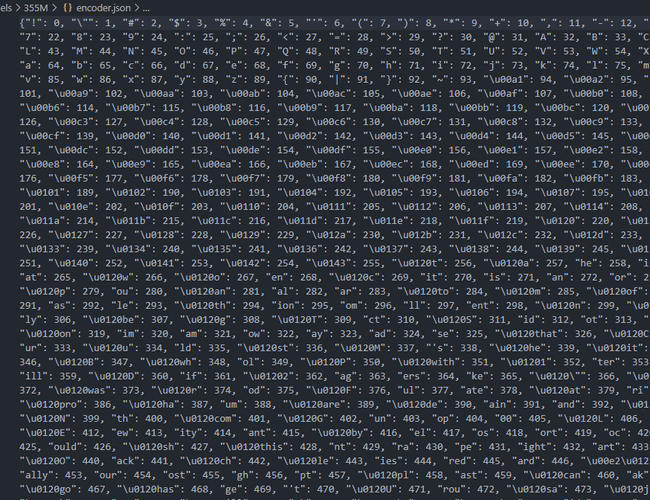 els > 355M > encoder.json > ...
{"!": 0, "\"": 1, "#": 2, "$": 3, "%": 4, "&": 5, "'": 6, "(": 7, ")": 8, "*": 9, "+": 10, ",": 11, "-": 12,
"7": 22, "8": 23, "9": 24, ":": 25, ";": 26, "<": 27, "=": 28, ">": 29, "?": 30, "@": 31, "A": 32, "B": 33, "C
"L": 43, "M": 44, "N": 45, "O": 46, "P": 47, "Q": 48, "R": 49, "S": 50, "T": 51, "U": 52, "V": 53, "W": 54, "X
"a": 64, "b": 65, "c": 66, "d": 67, "e": 68, "f": 69, "g": 70, "h": 71, "i": 72, "j": 73, "k": 74, "l": 75, "m
"v": 85, "w": 86, "x": 87, "y": 88, "z": 89, "{": 90, "|": 91, "}": 92, "~": 93, "\u00a1": 94, "\u00a2": 95,
101, "\u00a9": 102, "\u00aa": 103, "\u00ab": 104, "\u00ac": 105, "\u00ae": 106, "\u00af": 107, "\u00b0": 108,
"\u00b6": 114, "\u00b7": 115, "\u00b8": 116, "\u00b9": 117, "\u00ba": 118, "\u00bb": 119, "\u00bc": 120, "\u00
126, "\u00c3": 127, "\u00c4": 128, "\u00c5": 129, "\u00c6": 130, "\u00c7": 131, "\u00c8": 132, "\u00c9": 133,
"\u00cf": 139, "\u00d0": 140, "\u00d1": 141, "\u00d2": 142, "\u00d3": 143, "\u00d4": 144, "\u00d5": 145, "\u00
151, "\u00dc": 152, "\u00dd": 153, "\u00de": 154, "\u00df": 155, "\u00e0": 156, "\u00e1": 157, "\u00e2": 158,
"\u00e8": 164, "\u00e9": 165, "\u00ea": 166, "\u00eb": 167, "\u00ec": 168, "\u00ed": 169, "\u00ee": 170, "\u00
176, "\u00f5": 177, "\u00f6": 178, "\u00f7": 179, "\u00f8": 180, "\u00f9": 181, "\u00fa": 182, "\u00fb": 183,
"\u0101": 189, "\u0102": 190, "\u0103": 191, "\u0104": 192, "\u0105": 193, "\u0106": 194, "\u0107": 195, "\u01
201, "\u010e": 202, "\u010f": 203, "\u0110": 204, "\u0111": 205, "\u0112": 206, "\u0113": 207, "\u0114": 208,
"\u011a": 214, "\u011b": 215, "\u011c": 216, "\u011d": 217, "\u011e": 218, "\u011f": 219, "\u0120": 220, "\u01
226, "\u0127": 227, "\u0128": 228, "\u0129": 229, "\u012a": 230, "\u012b": 231, "\u012c": 232, "\u012d": 233,
"\u0133": 239, "\u0134": 240, "\u0135": 241, "\u0136": 242, "\u0137": 243, "\u0138": 244, "\u0139": 245, "\u01
251, "\u0140": 252, "\u0141": 253, "\u0142": 254, "\u0143": 255, "\u0120t": 256, "\u0120a": 257, "he": 258, "i
"at": 265, "\u0120w": 266, "\u0120o": 267, "en": 268, "\u0120c": 269, "it": 270, "is": 271, "an": 272, "or": 2
"\u0120p": 279, "ou": 280, "\u0120an": 281, "al": 282, "ar": 283, "\u0120to": 284, "\u0120m": 285, "\u0120of":
291, "as": 292, "le": 293, "\u0120th": 294, "ion": 295, "om": 296, "ll": 297, "ent": 298, "\u0120n": 299, "\u0
"ly": 306, "\u0120be": 307, "\u0120g": 308, "\u0120T": 309, "ct": 310, "\u0120S": 311, "id": 312, "ot": 313, "
"\u0120on": 319, "im": 320, "am": 321, "ow": 322, "ay": 323, "ad": 324, "se": 325, "\u0120that": 326, "\u0120C
"ur": 333, "\u0120u": 334, "ld": 335, "\u0120st": 336, "\u0120M": 337, "'s": 338, "\u0120he": 339, "\u0120it":
346, "\u0120B": 347, "\u0120wh": 348, "ol": 349, "\u0120P": 350, "\u0120with": 351, "\u01201": 352, "ter": 353
"ill": 359, "\u0120D": 360, "if": 361, "\u01202": 362, "ag": 363, "ers": 364, "ke": 365, "\u0120\"": 366, "\u0
372, "\u0120was": 373, "\u0120r": 374, "od": 375, "\u0120F": 376, "ul": 377, "ate": 378, "\u0120at": 379, "ri"
"\u0120pro": 386, "\u0120ha": 387, "um": 388, "\u0120are": 389, "\u0120de": 390, "ain": 391, "and": 392, "\u01
"\u0120N": 399, "th": 400, "\u0120com": 401, "\u0120G": 402, "un": 403, "op": 404, "00": 405, "\u0120L": 406,
"\u0120E": 412, "ew": 413, "ity": 414, "ant": 415, "\u0120by": 416, "el": 417, "os": 418, "ort": 419, "oc": 42
425, "ould": 426, "\u0120sh": 427, "\u0120this": 428, "nt": 429, "ra": 430, "pe": 431, "ight": 432, "art": 433
"\u0120O": 440, "ack": 441, "\u0120ch": 442, "\u0120le": 443, "ies": 444, "red": 445, "ard": 446, "\u00e2\u012
"ally": 453, "our": 454, "ost": 455, "gh": 456, "pt": 457, "\u0120pl": 458, "ast": 459, "\u0120can": 460, "ak"
"\u0120go": 467, "\u0120has": 468, "ge": 469, "'t": 470, "\u0120U": 471, "rou": 472, "\u0120sa": 473, "\u0120j